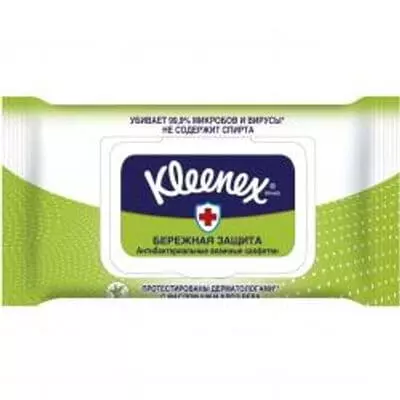 УБИВАЕТ 99,9% МИКРОБОВ И ВИРУСЫ*
НЕ СОДЕРЖИТ СПИРТА
Kleenex®
БЕРЕЖНАЯ ЗАЩИТА
Антибактериальные влажные салфетки
ПРОТЕСТИРОВАНЫ ДЕРМАТОЛОГАМИ*